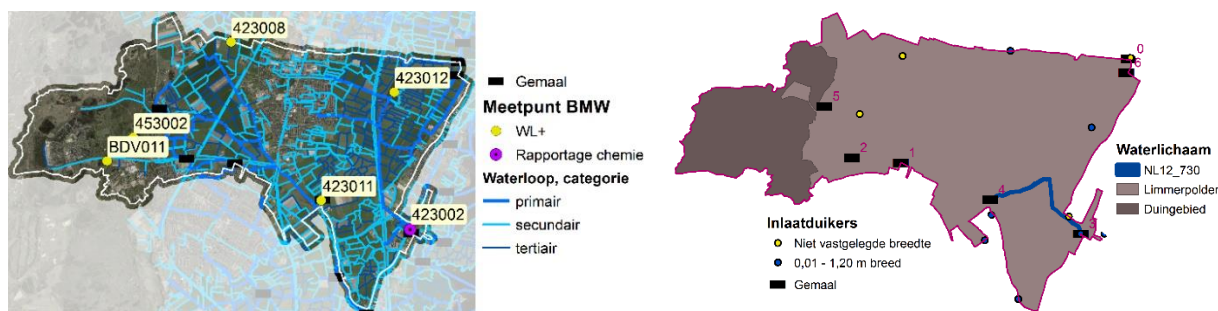 423008
423012
453002
BDV011
423011
423002
Gemaal
Meetpunt BMW
WL+
Rapportage chemie
Waterloop, categorie
primair
secundair
tertiair
0
6
5
2
1
4
3
Inlaatduikers
Niet vastgelegde breedte
0,01 - 1,20 m breed
Gemaal
Waterlichaam
NL12_730
Limmerpolder
Duingebied